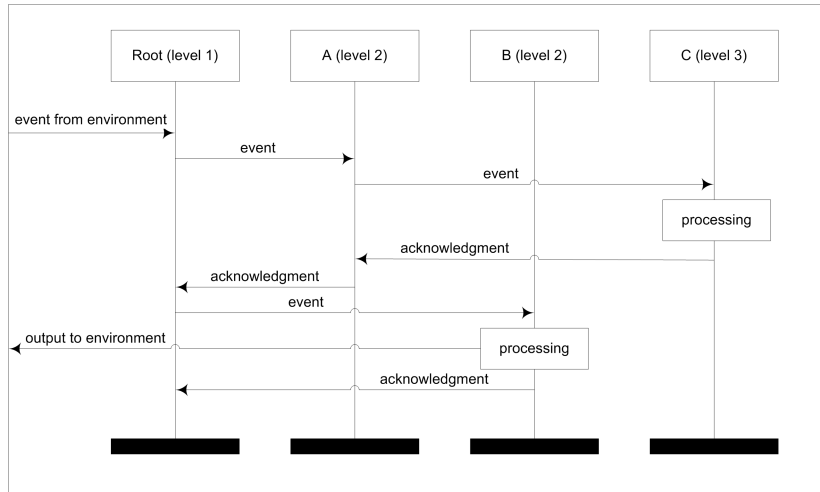 Root (level 1)
A (level 2)
B (level 2)
C (level 3)
event from environment
event
event
processing
acknowledgment
acknowledgment
event
output to environment
processing
acknowledgment